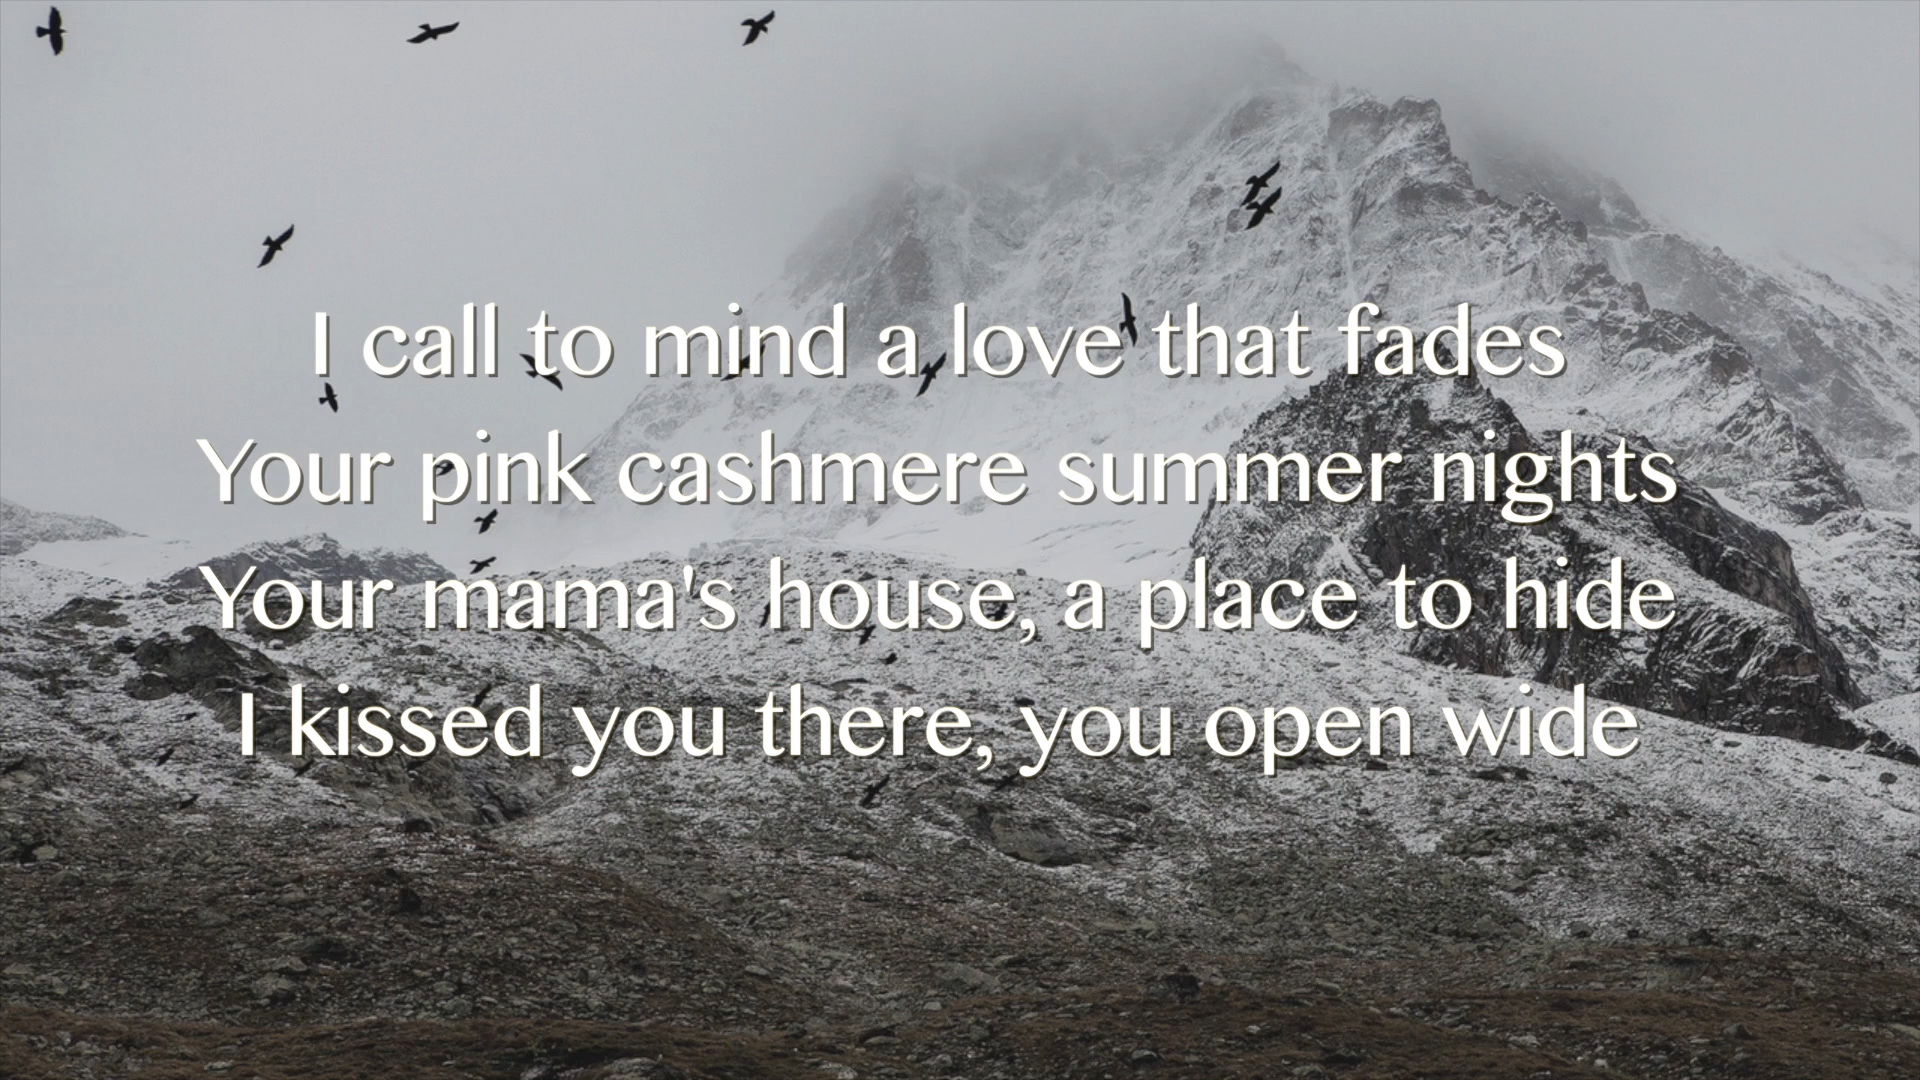 I call to mind a love that fades
Your pink cashmere summer nights
Your mama's house, a place to hide
I kissed you there, you open wide